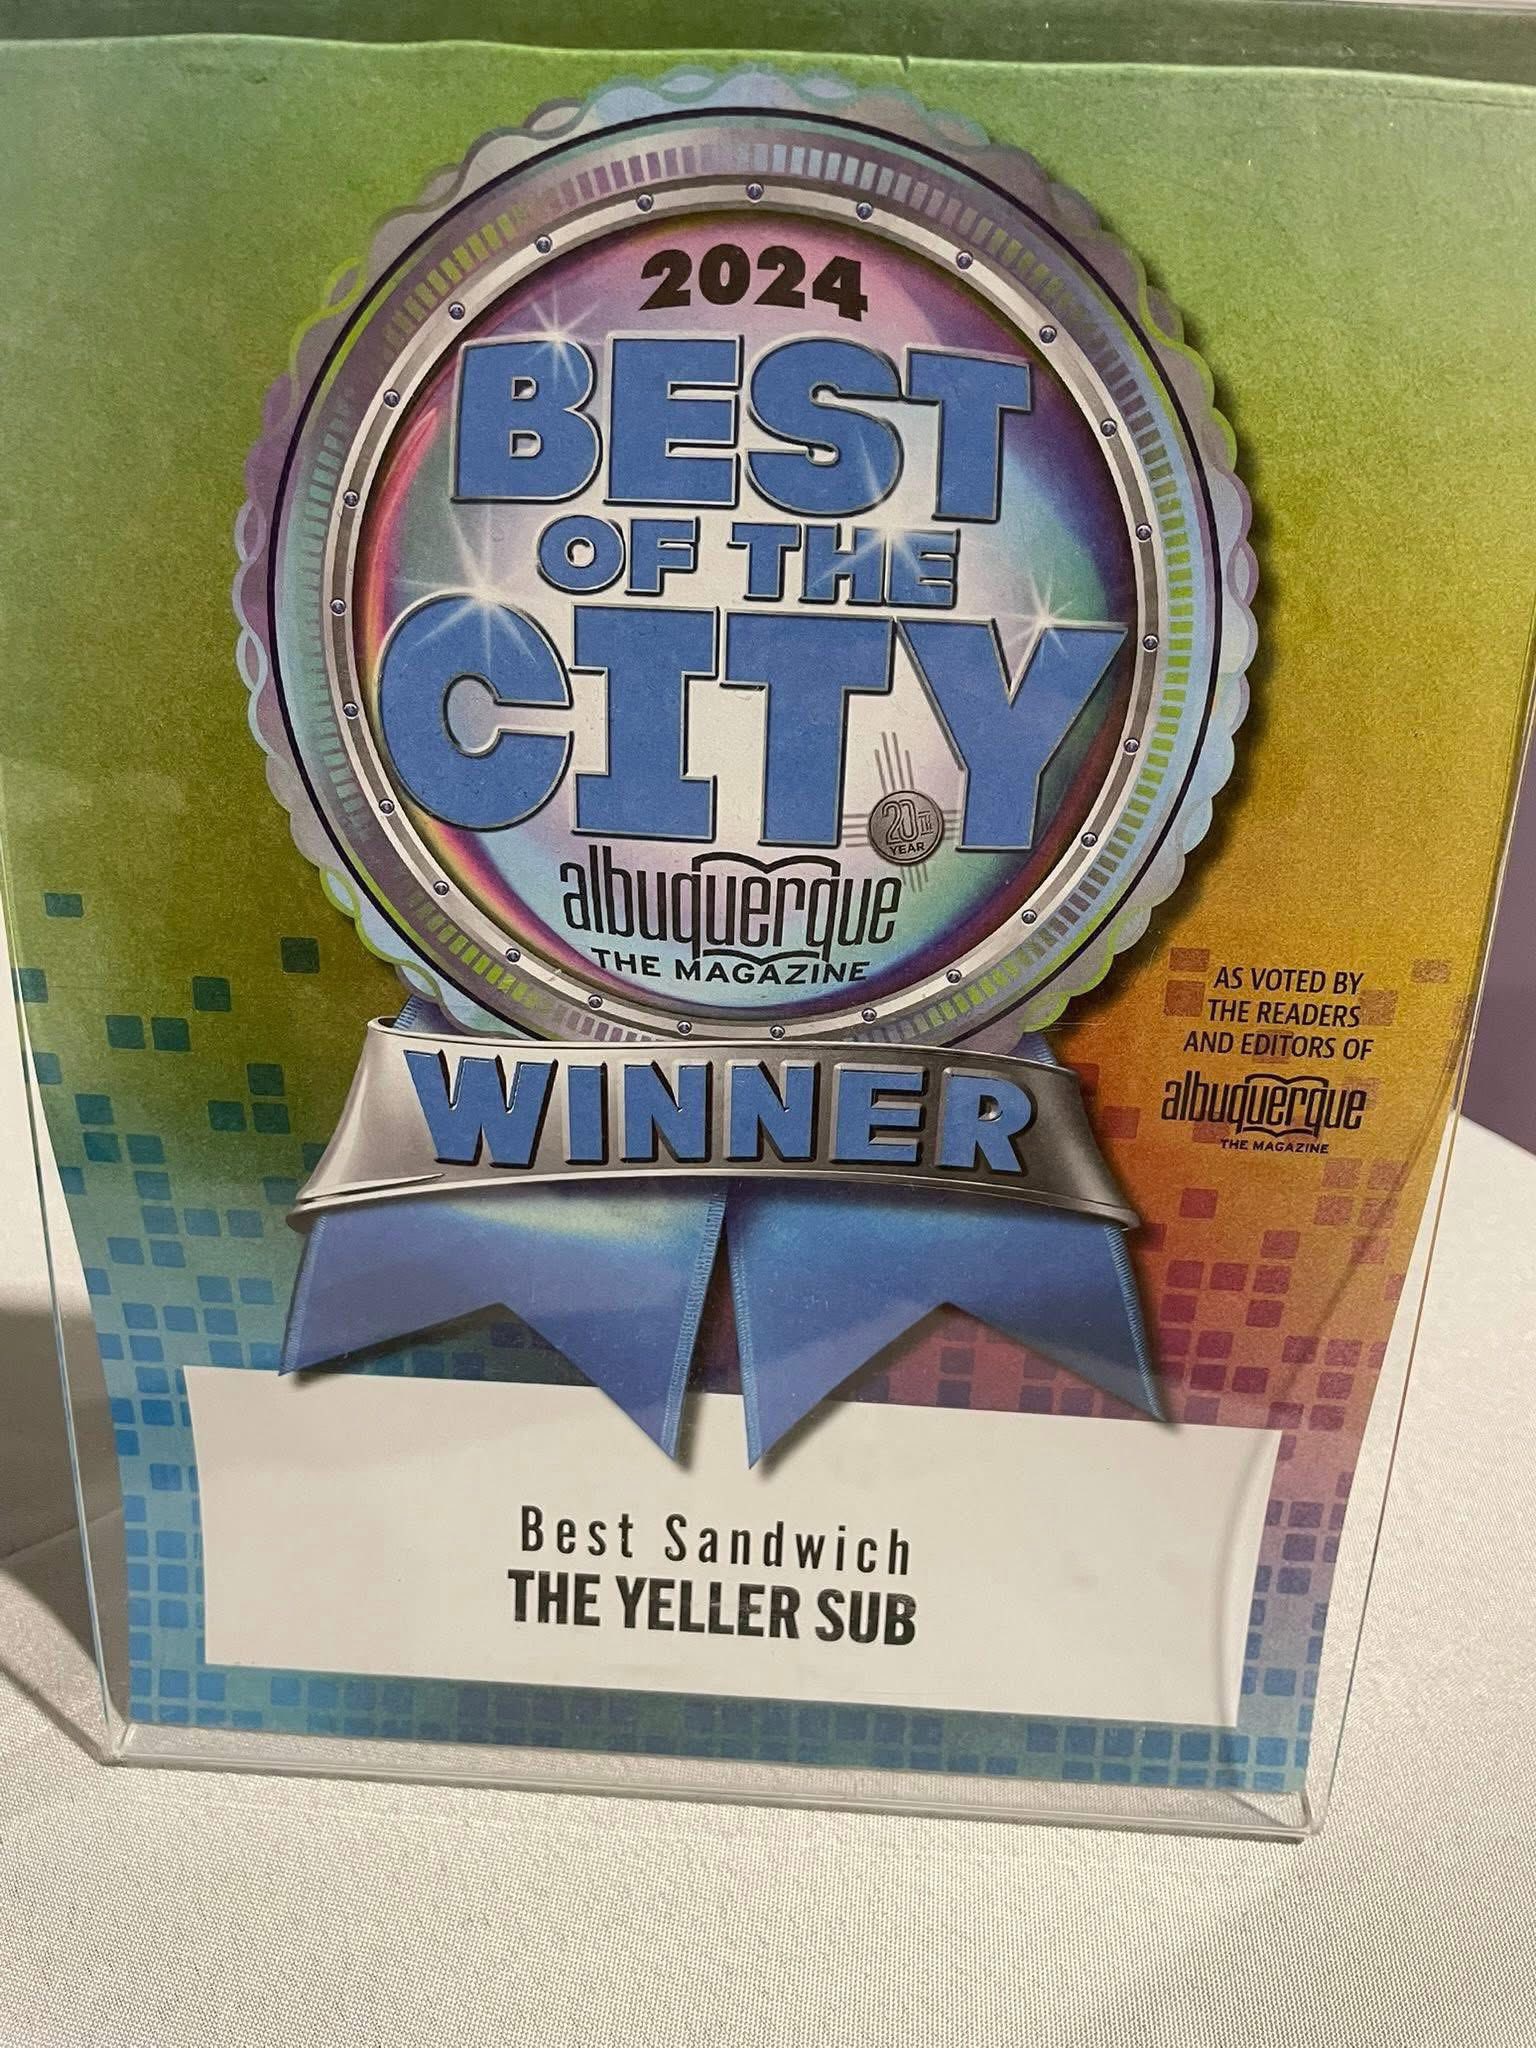 2024
BEST
OF THE
CITY
20TH
YEAR
albuquerque
THE MAGAZINE
AS VOTED BY
THE READERS
AND EDITORS OF
albuquerque
THE MAGAZINE
WINNER
Best Sandwich
THE YELLER SUB